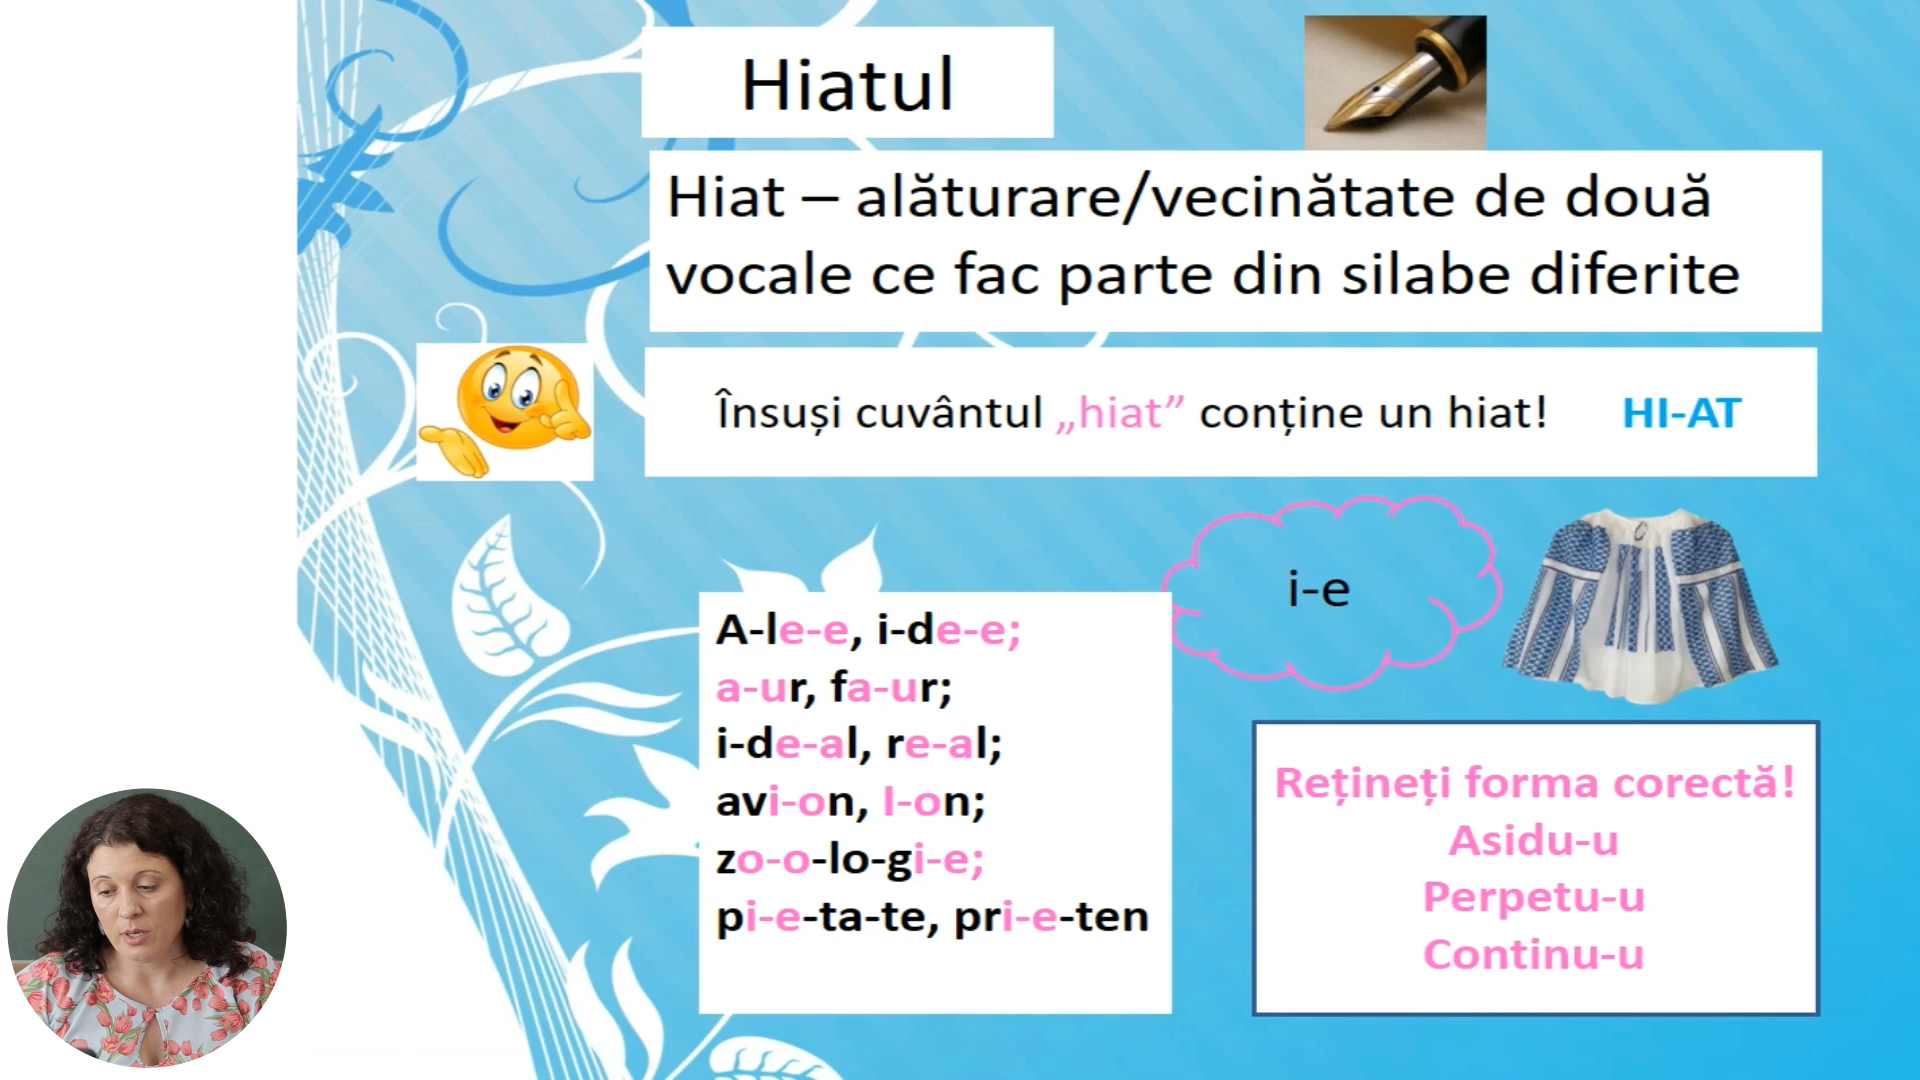 Hiatul
Hiat – alăturare/vecinătate de două
vocale ce fac parte din silabe diferite
Însuși cuvântul „hiat” conține un hiat! HI-AT
i-e
A-le-e, i-de-e;
a-ur, fa-ur;
i-de-al, re-al;
avi-on, I-on;
zo-o-lo-gi-e;
pi-e-ta-te, pri-e-ten
Rețineți forma corectă!
Asidu-u
Perpetu-u
Continu-u